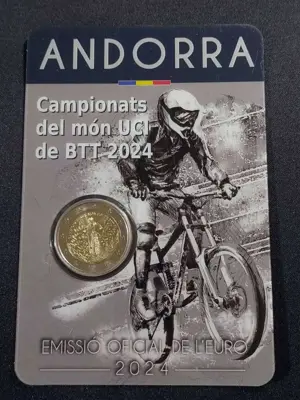 ANDORRA
Campionats
del món UCI
de BTT 2024
EMISSIÓ OFICIAL DE L'EURO
2024